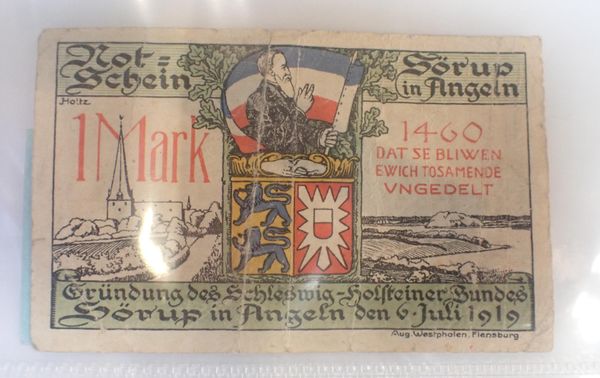 Not=
Schein
Sörup
in Angeln
Holtz
1 Mark
1460
DAT SE BLIWEN
EWICH TOSAMENDE
VNGEDELT
Gründung des Schleswig-Holsteiner Bundes
Sörup in Angeln den 6. Juli 1919
Aug. Westphalen, Flensburg